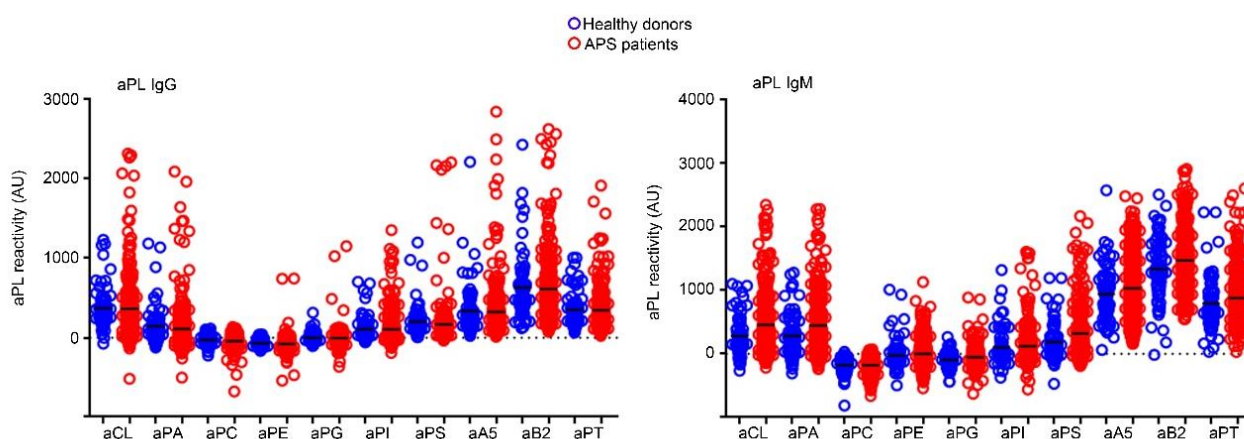 Healthy donors
APS patients
aPL IgG
3000
2000
1000
0
aPL reactivity (AU)
aCL aPA aPC aPE aPG aPI aPS aA5 aB2 aPT
aPL IgM
4000
3000
2000
1000
0
aPL reactivity (AU)
aCL aPA aPC aPE aPG aPI aPS aA5 aB2 aPT